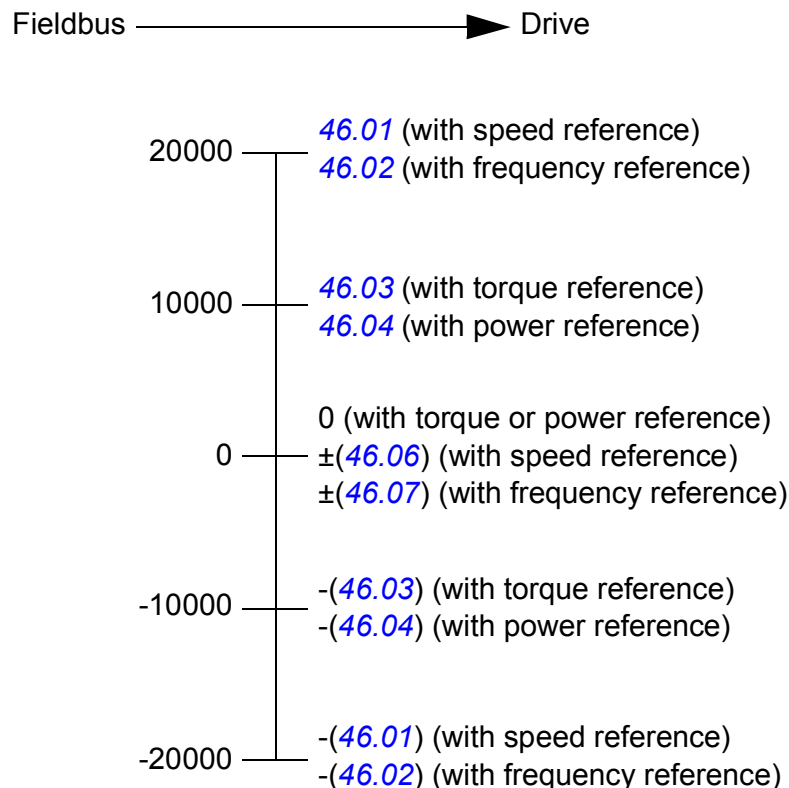 Fieldbus Drive
46.01 (with speed reference)
20000
46.02 (with frequency reference)
46.03 (with torque reference)
10000
46.04 (with power reference)
0 (with torque or power reference)
0 ±(46.06) (with speed reference)
±(46.07) (with frequency reference)
-(46.03) (with torque reference)
-10000
-(46.04) (with power reference)
-(46.01) (with speed reference)
-20000
-(46.02) (with frequency reference)